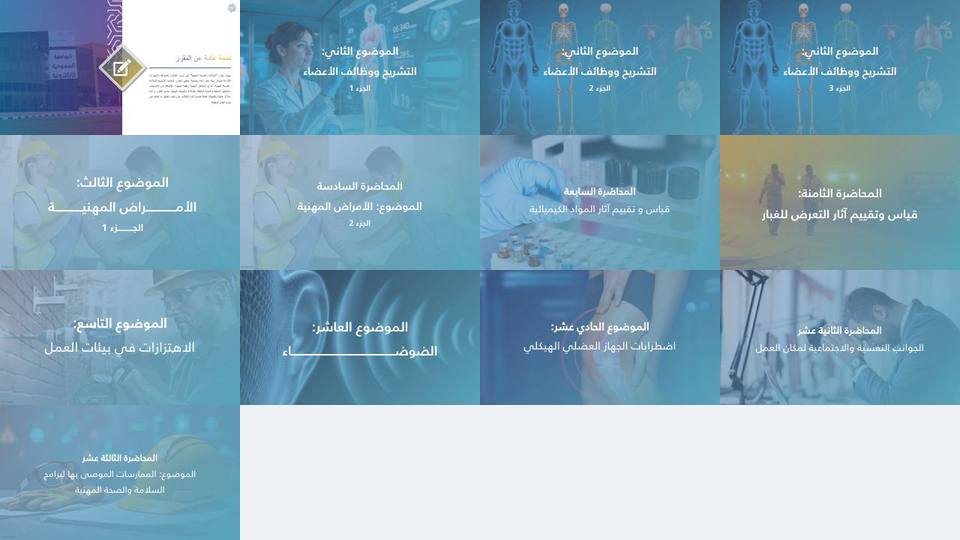 لمحة عامة عن المقرر
الموضوع الثاني:
التشريح ووظائف الأعضاء
الجزء 1
الموضوع الثاني:
التشريح ووظائف الأعضاء
الجزء 2
الموضوع الثاني:
التشريح ووظائف الأعضاء
الجزء 3
الموضوع الثالث:
الأمـــــــراض المهنيـــــــة
الجـــــزء 1
المحاضرة السادسة
الموضوع: الأمراض المهنية
الجزء 2
المحاضرة السابعة
قياس و تقييم آثار المواد الكيميائية
المحاضرة الثامنة:
قياس وتقييم آثار التعرض للغبار
الموضوع التاسع:
الاهتزازات في بيئات العمل
الموضوع العاشر:
الضوضـــــــــــــــــــــاء
الموضوع الحادي عشر:
اضطرابات الجهاز العضلي الهيكلي
المحاضرة الثانية عشر
الجوانب النفسية والاجتماعية لمكان العمل
المحاضرة الثالثة عشر
الموضوع: الممارسات الموصى بها لبرامج
السلامة والصحة المهنية